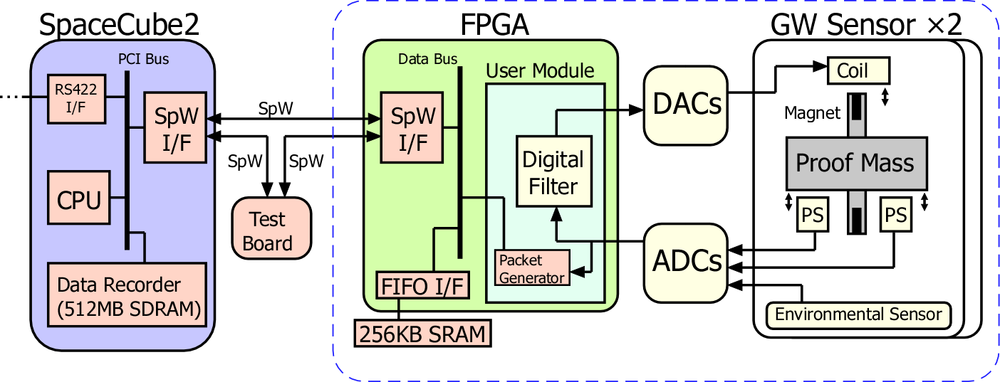 SpaceCube2
FPGA
GW Sensor ×2
PCI Bus
RS422
I/F
SpW
I/F
CPU
Data Recorder
(512MB SDRAM)
SpW
SpW
SpW
Test
Board
Data Bus
SpW
I/F
User Module
Digital
Filter
Packet
Generator
FIFO I/F
256KB SRAM
DACs
ADCs
Coil
Magnet
Proof Mass
PS
PS
Environmental Sensor